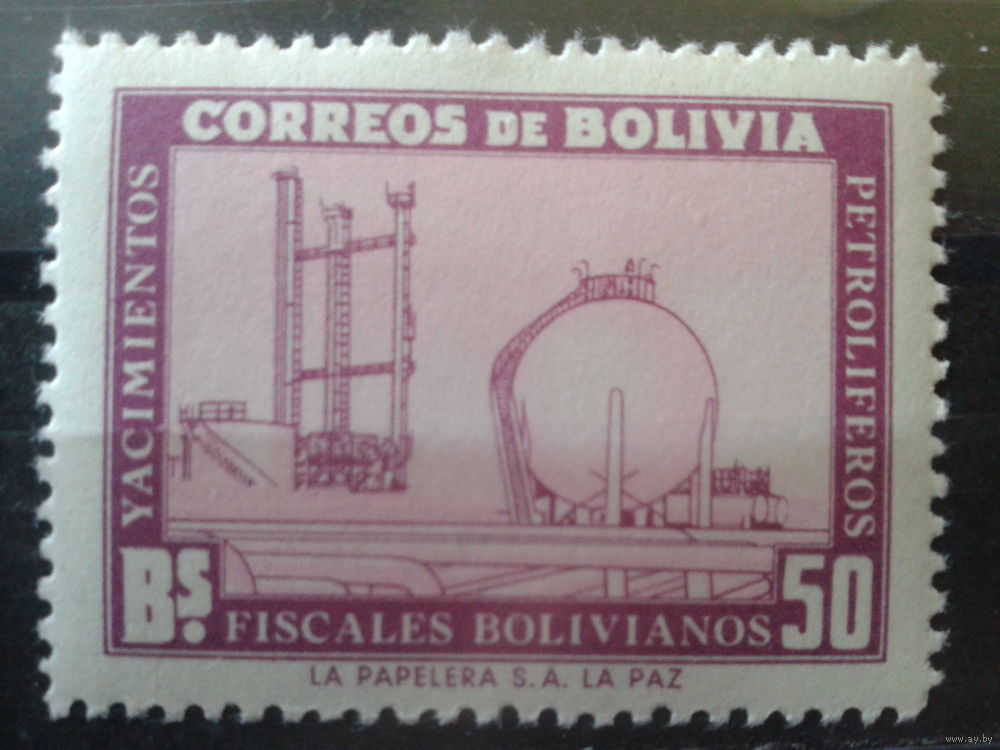 CORREOS DE BOLIVIA
YACIMIENTOS
PETROLIFEROS
FISCALES BOLIVIANOS
Bs. 50
LA PAPELERA S. A. LA PAZ
www.ay.by